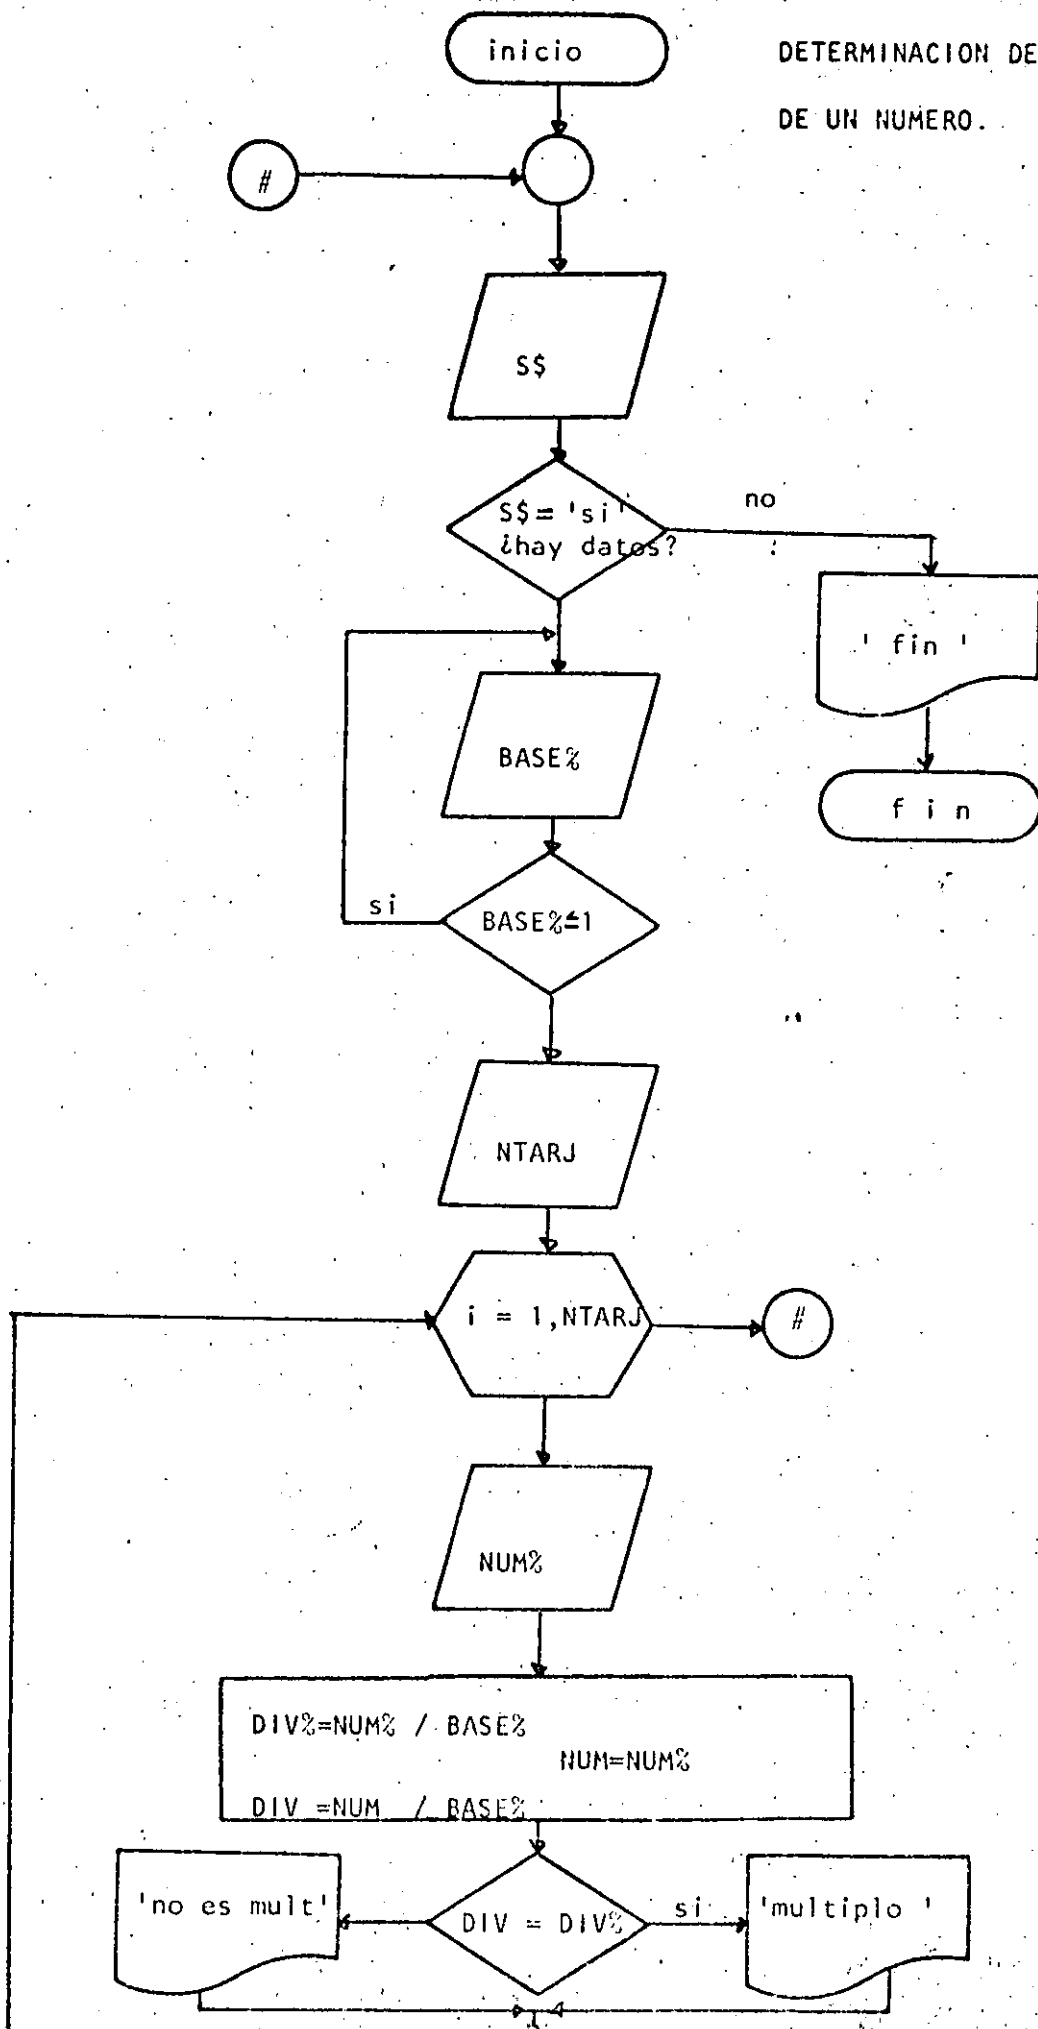 inicio
DETERMINACION DE
DE UN NUMERO.
#
S$
S$= 'si'
¿hay datos?
no
' fin '
BASE%
f i n
si
BASE%≤1
NTARJ
i = 1,NTARJ
#
NUM%
DIV%=NUM% / BASE%
NUM=NUM%
DIV =NUM / BASE%
'no es mult'
DIV = DIV%
si
'multiplo '